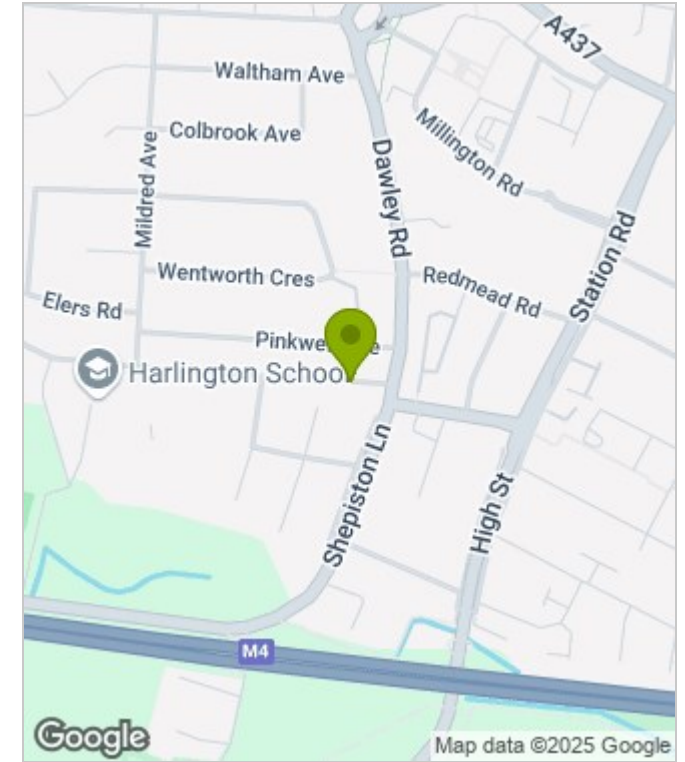 A437
Waltham Ave
Colbrook Ave
Millington Rd
Mildred Ave
Dawley Rd
Wentworth Cres
Redmead Rd
Station Rd
Elers Rd
Harlington School
Shepiston Ln
High St
M4
Google
Map data ©2025 Google